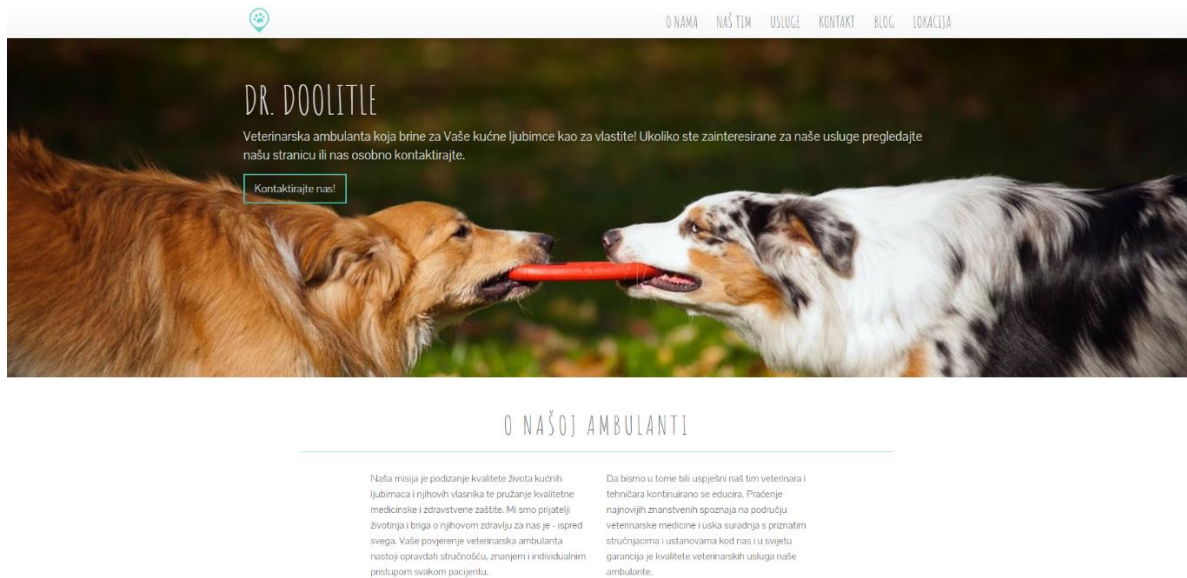 O NAMA NAŠ TIM USLUGE KONTAKT BLOG LOKACIJA
DR. DOOLITLE
Veterinarska ambulanta koja brine za Vaše kućne ljubimce kao za vlastite! Ukoliko ste zainteresirane za naše usluge pregledajte
našu stranicu ili nas osobno kontaktirajte.
Kontaktirajte nas!
O NAŠOJ AMBULANTI
Naša misija je podizanje kvalitete života kućnih
ljubimaca i njihovih vlasnika te pružanje kvalitetne
medicinske i zdravstvene zaštite. Mi smo prijatelji
životinja i briga o njihovom zdravlju za nas je - ispred
svega. Vaše povjerenje veterinarska ambulanta
nastoji opravdati stručnošću, znanjem i individualnim
pristupom svakom pacijentu.
Da bismo u tome bili uspješni naš tim veterinara i
tehničara kontinuirano se educira. Praćenje
najnovijih znanstvenih spoznaja na području
veterinarske medicine i uska suradnja s priznatim
stručnjacima i ustanovama kod nas i u svijetu
garancija je kvalitete veterinarskih usluga naše
ambulante.